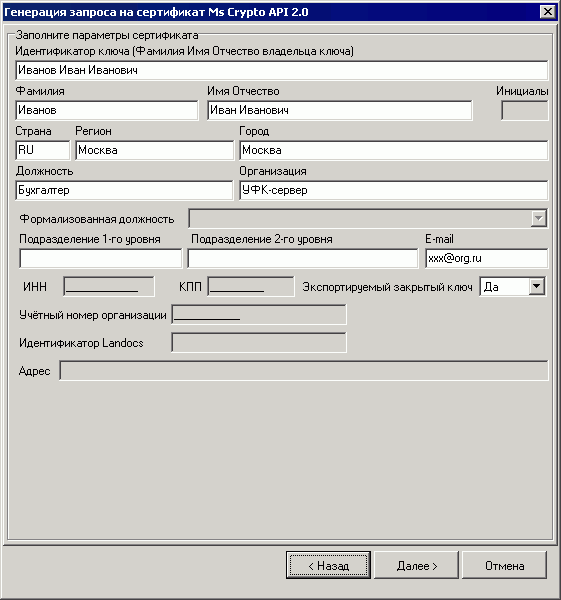 Генерация запроса на сертификат Ms Crypto API 2.0
Заполните параметры сертификата
Идентификатор ключа (Фамилия Имя Отчество владельца ключа)
Иванов Иван Иванович
Фамилия Имя Отчество Инициалы
Иванов Иван Иванович
Страна Регион Город
RU Москва Москва
Должность Организация
Бухгалтер УФК-сервер
Формализованная должность
Подразделение 1-го уровня Подразделение 2-го уровня E-mail
xxx@org.ru
ИНН КПП Экспортируемый закрытый ключ Да
Учётный номер организации
Идентификатор Landocs
Адрес
< Назад Далее > Отмена